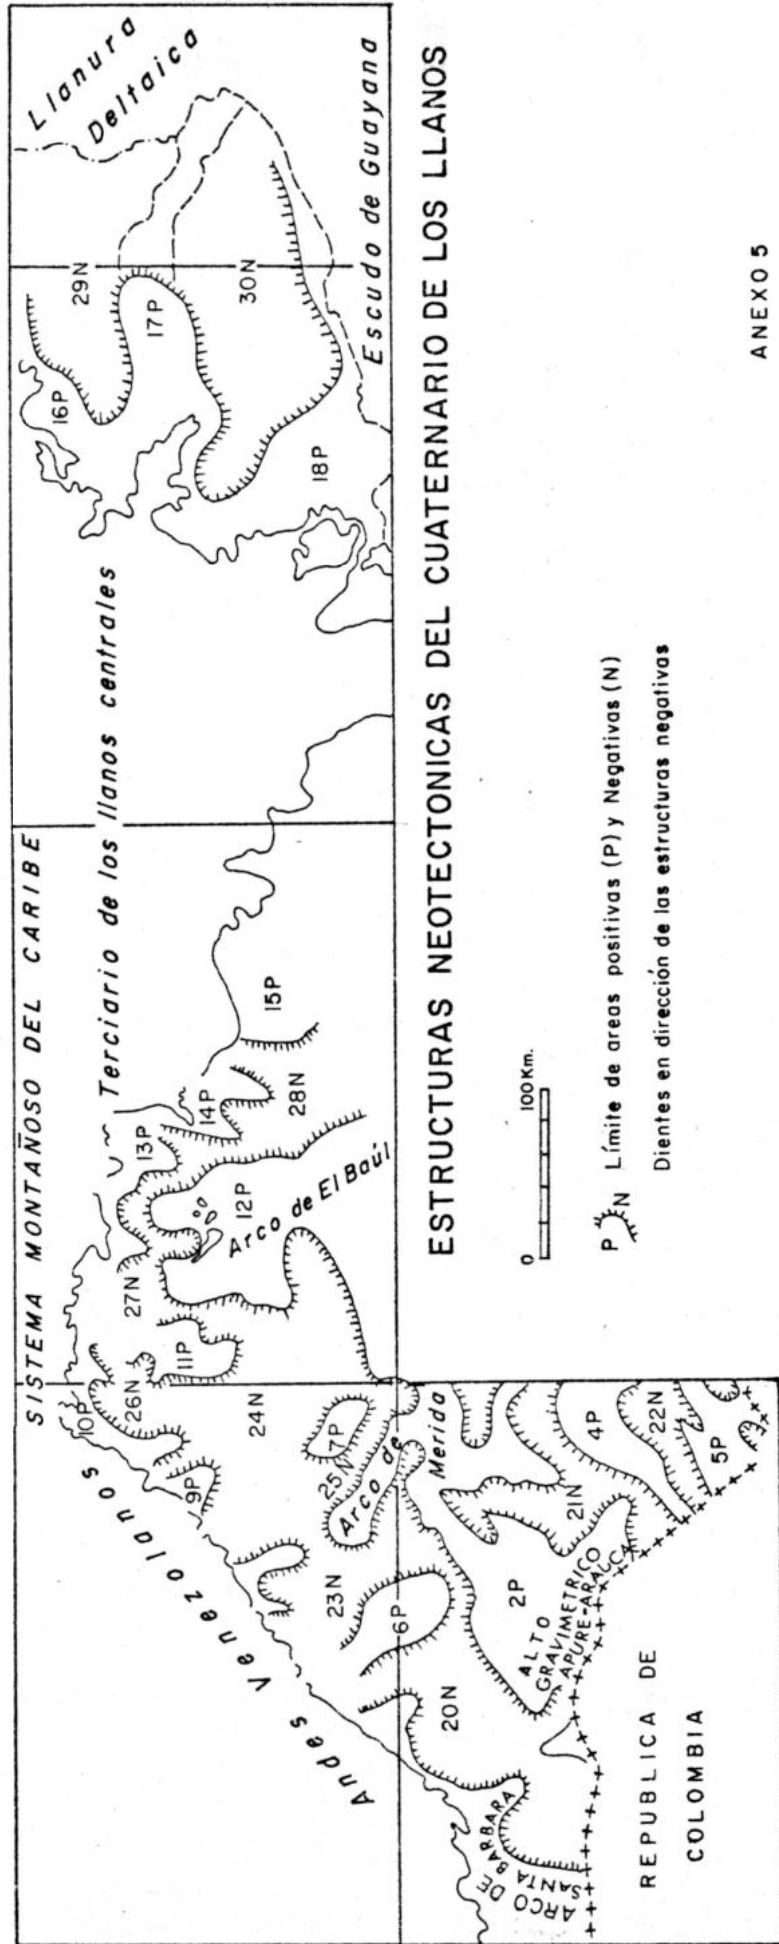 SISTEMA MONTAÑOSO DEL CARIBE
Terciario de los llanos centrales
Llanura
Deltaica
Escudo de Guayana
Andes Venezolanos
Arco de El Baúl
Arco de
Merida
ALTO
GRAVIMETRICO
APURE-ARAUCA
ARCO DE
SANTA BARBARA
REPUBLICA DE
COLOMBIA
10P
26N
9P
24N
11P
27N
12P
13P
14P
28N
15P
16P
29N
17P
30N
18P
7P
25N
23N
6P
20N
2P
21N
4P
22N
5P
ESTRUCTURAS NEOTECTONICAS DEL CUATERNARIO DE LOS LLANOS
0 100 Km.
P N Límite de areas positivas (P) y Negativas (N)
Dientes en dirección de las estructuras negativas
ANEXO 5